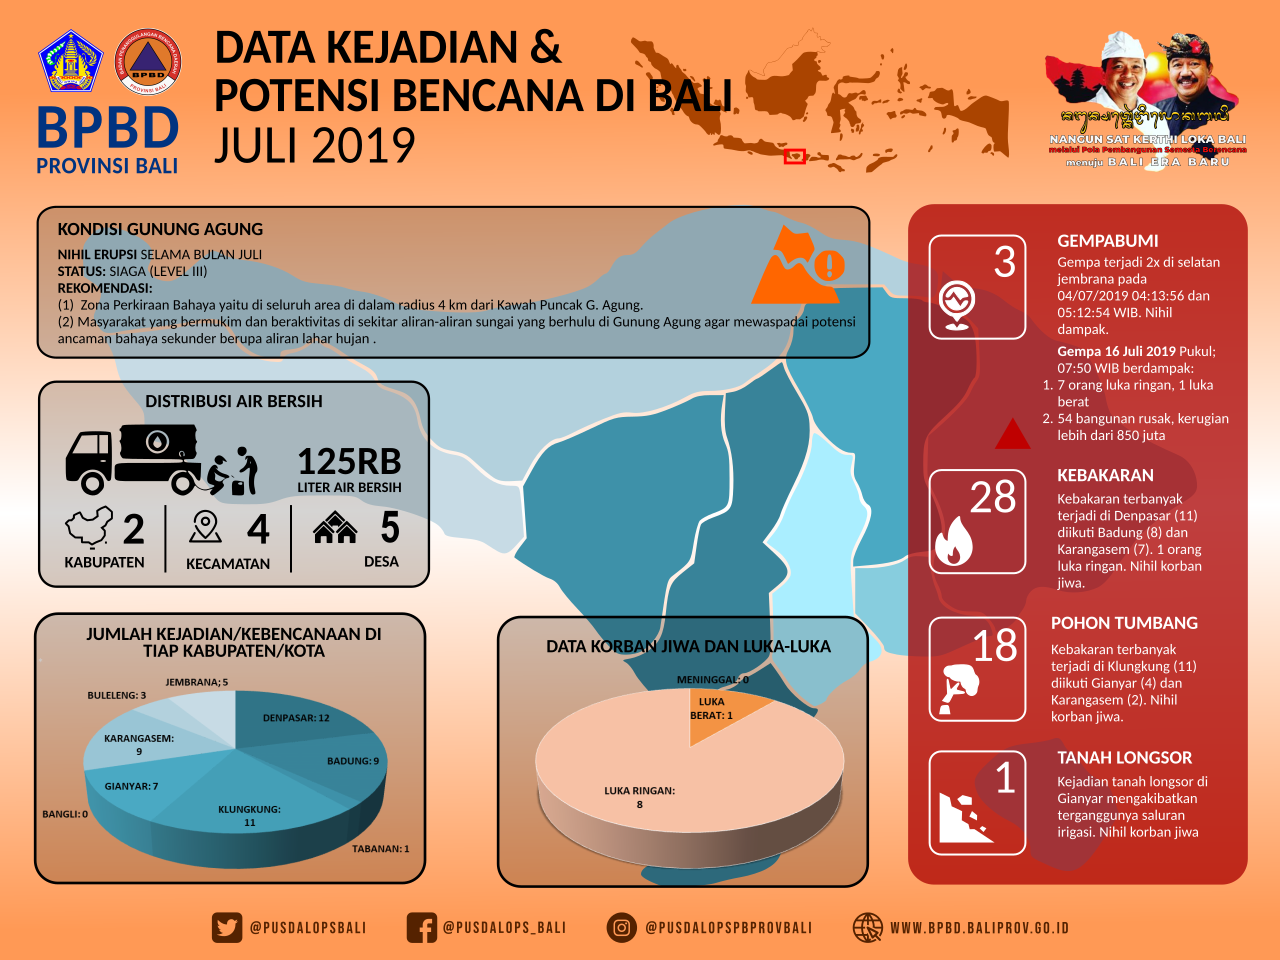 BPBD
PROVINSI BALI
DATA KEJADIAN &
POTENSI BENCANA DI BALI
JULI 2019
NANGUN SAT KERTHI LOKA BALI
melalui Pola Pembangunan Semesta Berencana
menuju BALI ERA BARU
KONDISI GUNUNG AGUNG
NIHIL ERUPSI SELAMA BULAN JULI
STATUS: SIAGA (LEVEL III)
REKOMENDASI:
(1) Zona Perkiraan Bahaya yaitu di seluruh area di dalam radius 4 km dari Kawah Puncak G. Agung.
(2) Masyarakat yang bermukim dan beraktivitas di sekitar aliran-aliran sungai yang berhulu di Gunung Agung agar mewaspadai potensi
ancaman bahaya sekunder berupa aliran lahar hujan .
DISTRIBUSI AIR BERSIH
125RB
LITER AIR BERSIH
2
KABUPATEN
4
KECAMATAN
5
DESA
JUMLAH KEJADIAN/KEBENCANAAN DI
TIAP KABUPATEN/KOTA
JEMBRANA; 5
BULELENG: 3
DENPASAR: 12
KARANGASEM:
9
BADUNG: 9
GIANYAR: 7
BANGLI: 0
KLUNGKUNG:
11
TABANAN: 1
DATA KORBAN JIWA DAN LUKA-LUKA
MENINGGAL: 0
LUKA
BERAT: 1
LUKA RINGAN:
8
3
GEMPABUMI
Gempa terjadi 2x di selatan
jembrana pada
04/07/2019 04:13:56 dan
05:12:54 WIB. Nihil
dampak.
Gempa 16 Juli 2019 Pukul;
07:50 WIB berdampak:
1. 7 orang luka ringan, 1 luka
berat
2. 54 bangunan rusak, kerugian
lebih dari 850 juta
28
KEBAKARAN
Kebakaran terbanyak
terjadi di Denpasar (11)
diikuti Badung (8) dan
Karangasem (7). 1 orang
luka ringan. Nihil korban
jiwa.
18
POHON TUMBANG
Kebakaran terbanyak
terjadi di Klungkung (11)
diikuti Gianyar (4) dan
Karangasem (2). Nihil
korban jiwa.
1
TANAH LONGSOR
Kejadian tanah longsor di
Gianyar mengakibatkan
terganggunya saluran
irigasi. Nihil korban jiwa
@PUSDALOPSBALI
@PUSDALOPS_BALI
@PUSDALOPSPBPROVBALI
WWW.BPBD.BALIPROV.GO.ID